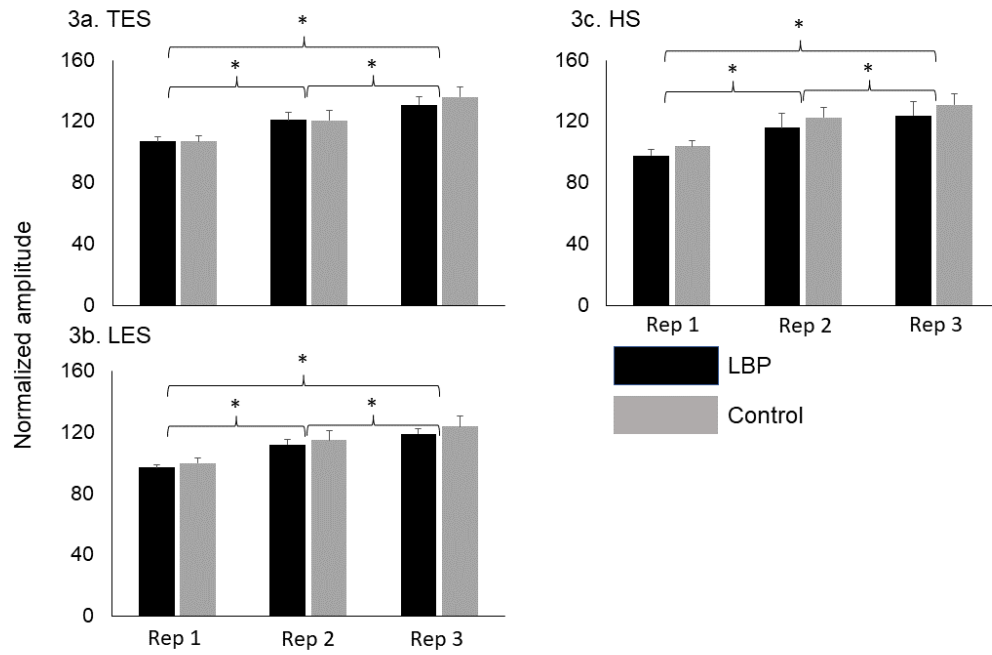 3a. TES
*
160
*
*
120
80
40
0
3b. LES
*
160
*
*
120
80
40
0
Rep 1
Rep 2
Rep 3
Normalized amplitude
3c. HS
*
160
*
*
120
80
40
0
Rep 1
Rep 2
Rep 3
LBP
Control